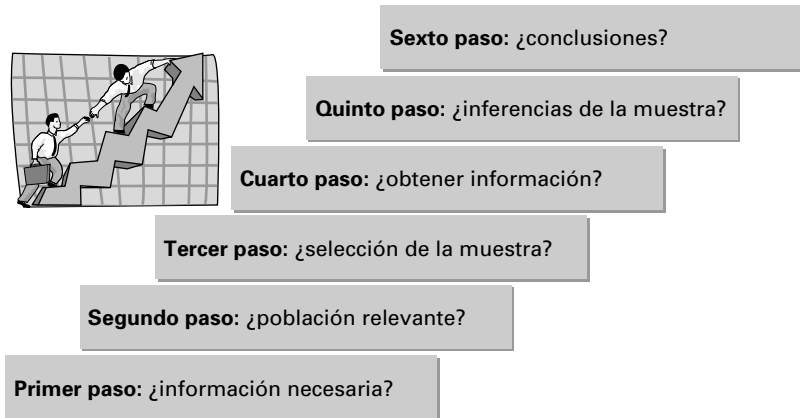 Sexto paso: ¿conclusiones?
Quinto paso: ¿inferencias de la muestra?
Cuarto paso: ¿obtener información?
Tercer paso: ¿selección de la muestra?
Segundo paso: ¿población relevante?
Primer paso: ¿información necesaria?